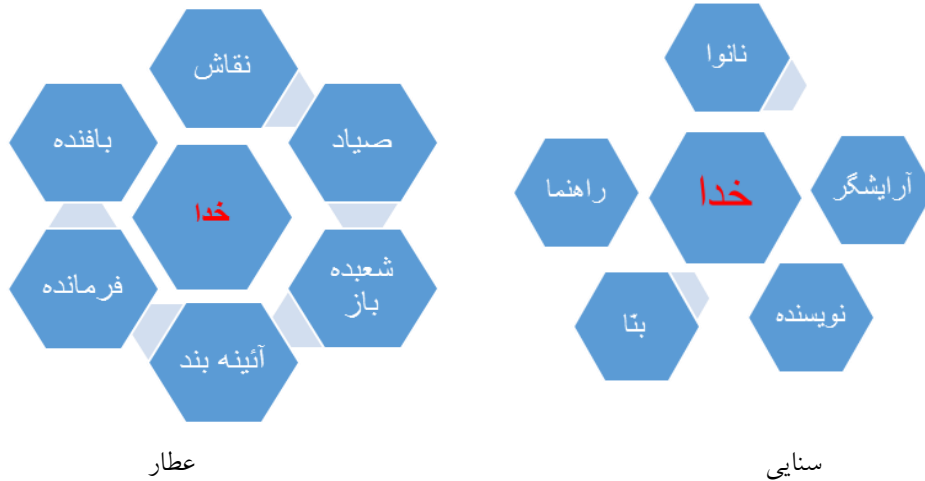 نانوا
آرایشگر
خدا
راهنما
نویسنده
بنّا
سنایی
نقاش
صیاد
بافنده
خدا
شعبده
باز
فرمانده
آئینه بند
عطار